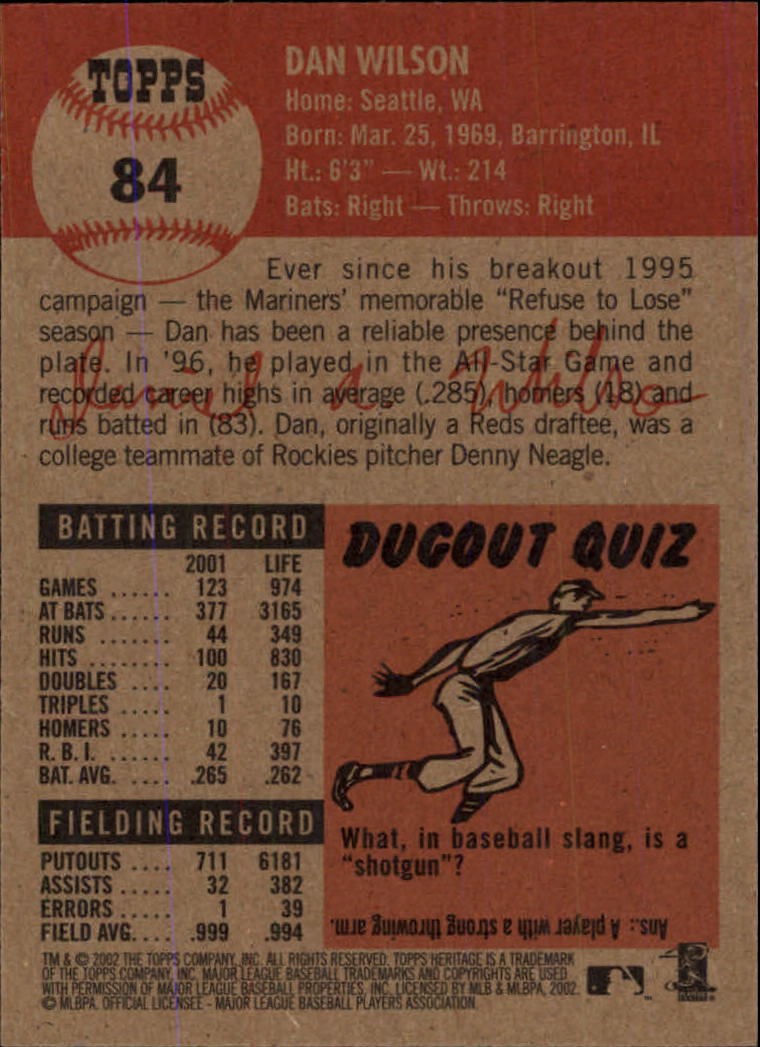 TOPPS
84
DAN WILSON
Home: Seattle, WA
Born: Mar. 25, 1969, Barrington, IL
Ht.: 6'3" — Wt.: 214
Bats: Right — Throws: Right
Ever since his breakout 1995
campaign — the Mariners' memorable "Refuse to Lose"
season — Dan has been a reliable presence behind the
plate. In '96, he played in the All-Star Game and
recorded career highs in average (.285), homers (18) and
runs batted in (83). Dan, originally a Reds draftee, was a
college teammate of Rockies pitcher Denny Neagle.
Daniel A. Wilson
BATTING RECORD
2001 LIFE
GAMES ...... 123 974
AT BATS...... 377 3165
RUNS ....... 44 349
HITS ........ 100 830
DOUBLES .... 20 167
TRIPLES ..... 1 10
HOMERS ..... 10 76
R. B. I. ...... 42 397
BAT. AVG. .... .265 .262
FIELDING RECORD
PUTOUTS .... 711 6181
ASSISTS ..... 32 382
ERRORS ..... 1 39
FIELD AVG.... .999 .994
DUGOUT QUIZ
What, in baseball slang, is a
"shotgun"?
Ans.: A player with a strong throwing arm.
TM & © 2002 THE TOPPS COMPANY, INC. ALL RIGHTS RESERVED. TOPPS HERITAGE IS A TRADEMARK
OF THE TOPPS COMPANY, INC. MAJOR LEAGUE BASEBALL TRADEMARKS AND COPYRIGHTS ARE USED
WITH PERMISSION OF MAJOR LEAGUE BASEBALL PROPERTIES, INC. LICENSED BY MLB & MLBPA, 2002.
© MLBPA. OFFICIAL LICENSEE - MAJOR LEAGUE BASEBALL PLAYERS ASSOCIATION.